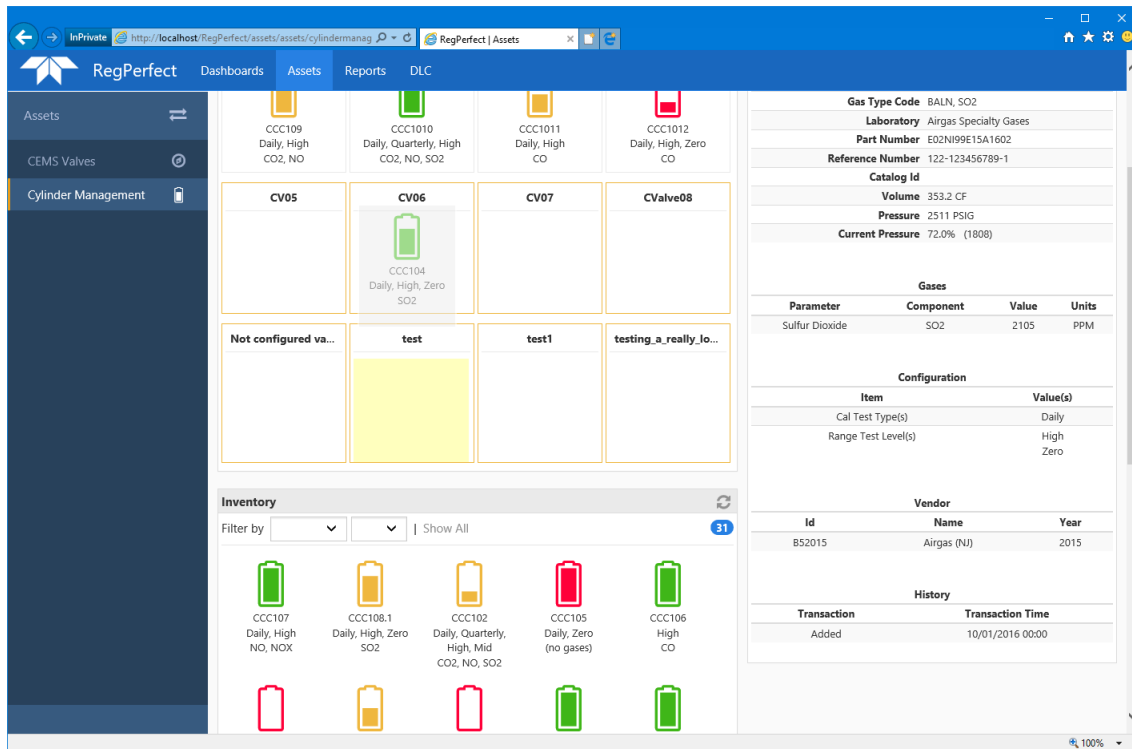 InPrivate http://localhost/RegPerfect/assets/assets/cylindermanag RegPerfect | Assets
RegPerfect Dashboards Assets Reports DLC
Assets
CEMS Valves
Cylinder Management
CCC109
Daily, High
CO2, NO
CCC1010
Daily, Quarterly, High
CO2, NO, SO2
CCC1011
Daily, High
CO
CCC1012
Daily, High, Zero
CO
CV05
CV06
CV07
CValve08
CCC104
Daily, High, Zero
SO2
Not configured va...
test
test1
testing_a_really_lo...
Inventory
Filter by | Show All 31
CCC107
Daily, High
NO, NOX
CCC108.1
Daily, High, Zero
SO2
CCC102
Daily, Quarterly,
High, Mid
CO2, NO, SO2
CCC105
Daily, Zero
(no gases)
CCC106
High
CO
Gas Type Code BALN, SO2
Laboratory Airgas Specialty Gases
Part Number E02NI99E15A1602
Reference Number 122-123456789-1
Catalog Id
Volume 353.2 CF
Pressure 2511 PSIG
Current Pressure 72.0% (1808)
Gases
Parameter Component Value Units
Sulfur Dioxide SO2 2105 PPM
Configuration
Item Value(s)
Cal Test Type(s) Daily
Range Test Level(s) High
Zero
Vendor
Id Name Year
B52015 Airgas (NJ) 2015
History
Transaction Transaction Time
Added 10/01/2016 00:00
100%